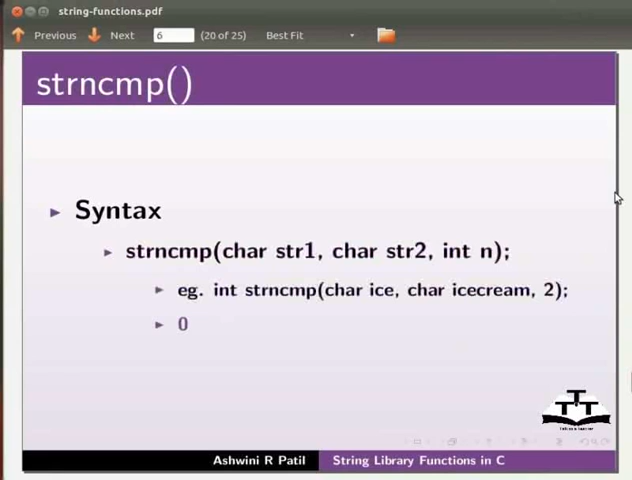 string-functions.pdf
Previous Next 6 (20 of 25) Best Fit
strncmp()
Syntax
strncmp(char str1, char str2, int n);
eg. int strncmp(char ice, char icecream, 2);
0
TTT
Ashwini R Patil String Library Functions in C